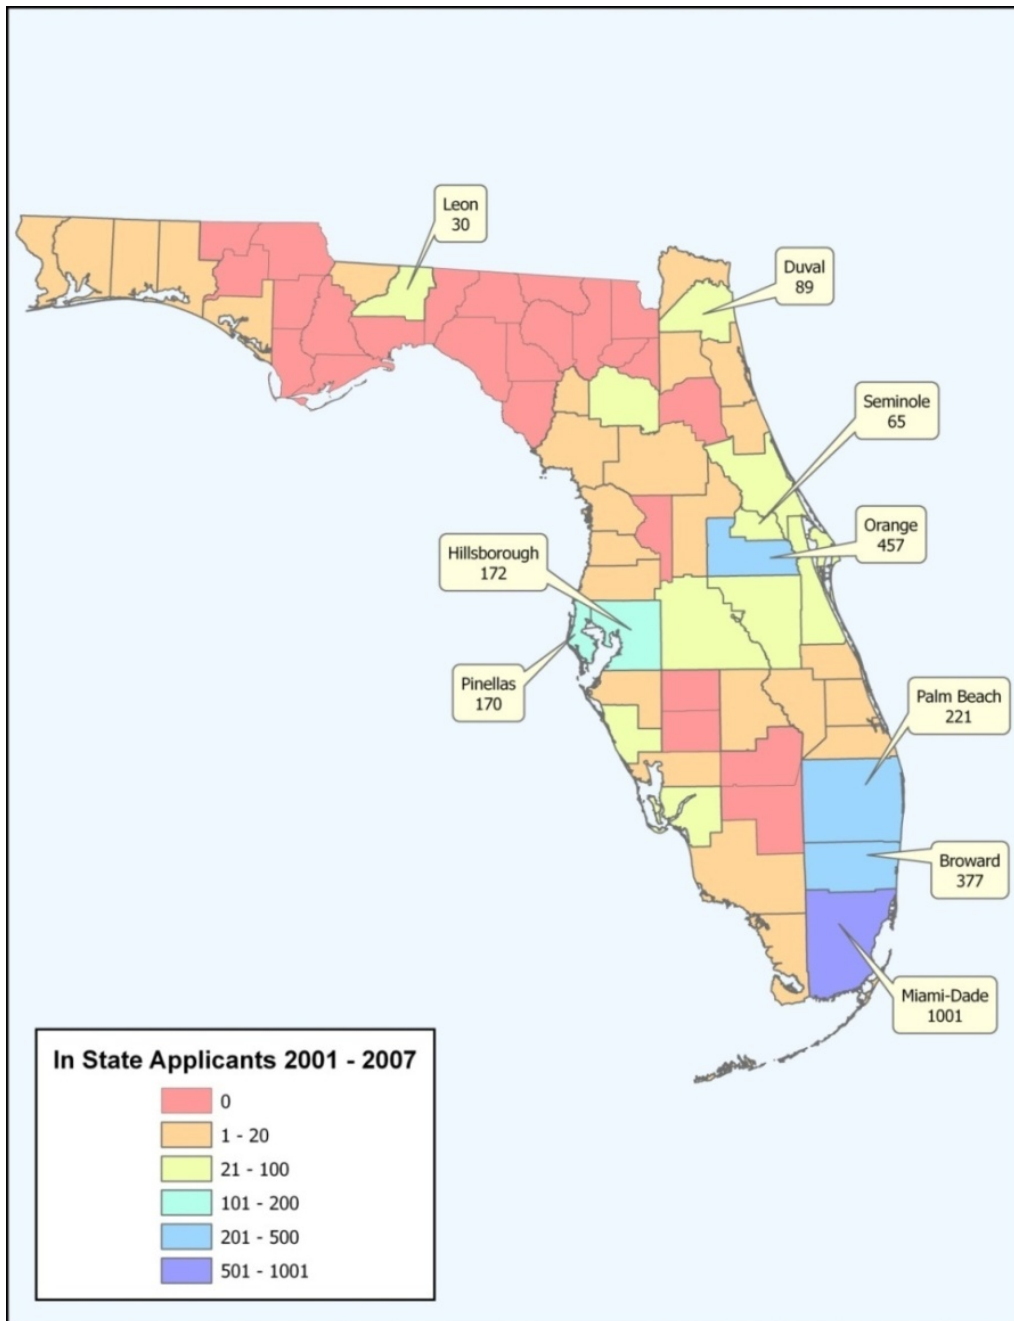 Leon
30
Duval
89
Seminole
65
Orange
457
Hillsborough
172
Pinellas
170
Palm Beach
221
Broward
377
Miami-Dade
1001
In State Applicants 2001 - 2007
0
1 - 20
21 - 100
101 - 200
201 - 500
501 - 1001